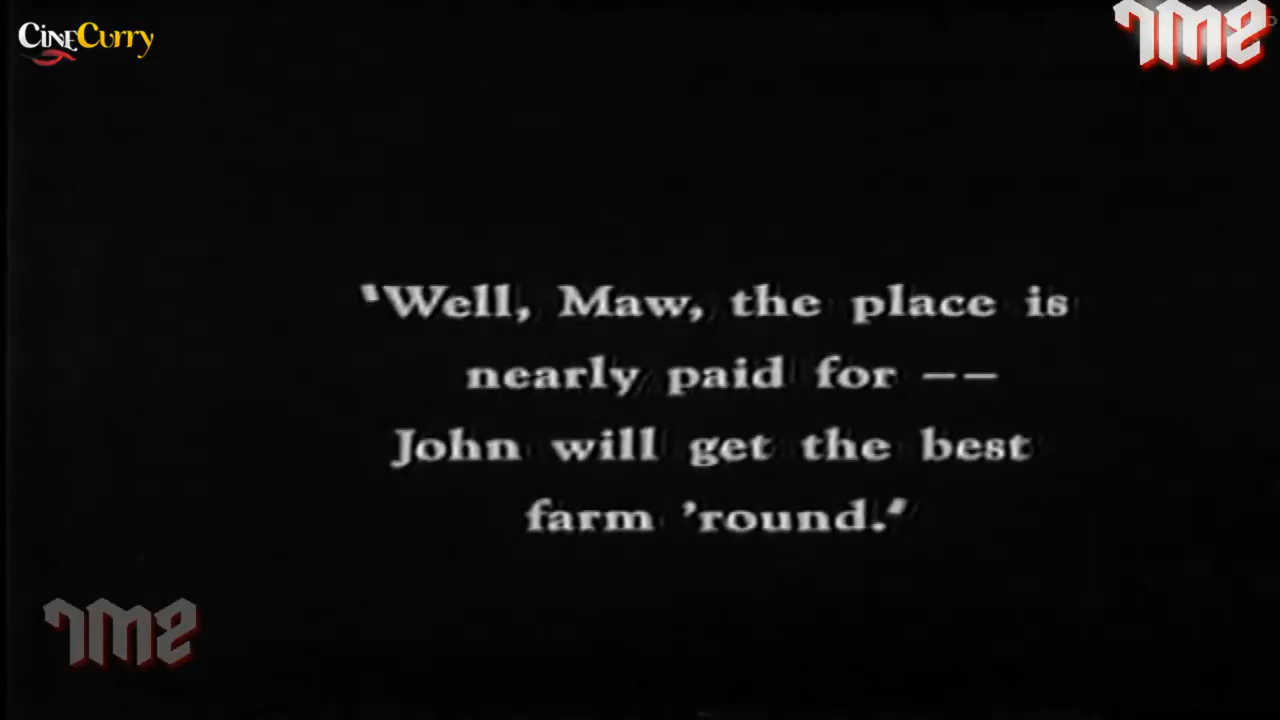 CineCurry
"Well, Maw, the place is
nearly paid for --
John will get the best
farm 'round."